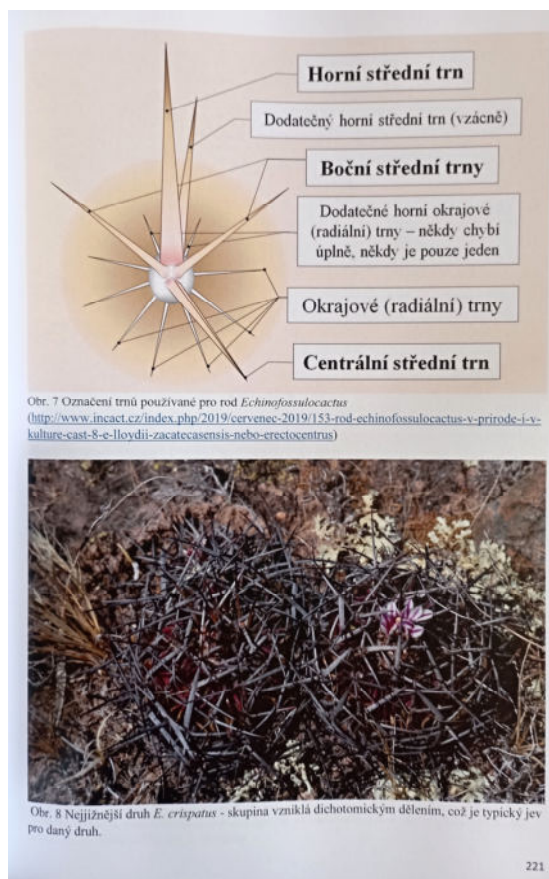 Horní střední trn
Dodatečný horní střední trn (vzácně)
Boční střední trny
Dodatečné horní okrajové
(radiální) trny – někdy chybí
úplně, někdy je pouze jeden
Okrajové (radiální) trny
Centrální střední trn
Obr. 7 Označení trnů používané pro rod Echinofossulocactus
(http://www.incact.cz/index.php/2019/cervenec-2019/153-rod-echinofossulocactus-v-prirode-i-v-
kulture-cast-8-e-lloydii-zacatecasensis-nebo-erectocentrus)
Obr. 8 Nejjižnější druh E. crispatus - skupina vzniklá dichotomickým dělením, což je typický jev
pro daný druh.
221